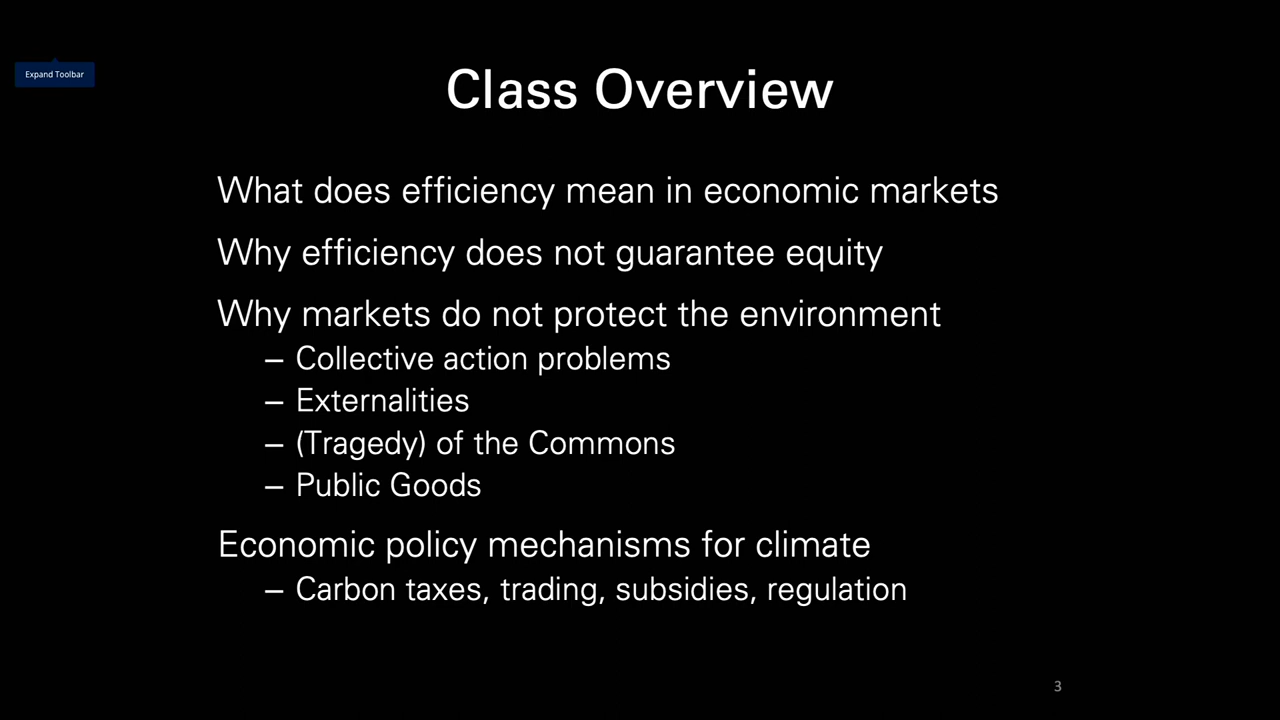 Expand Toolbar
Class Overview
What does efficiency mean in economic markets
Why efficiency does not guarantee equity
Why markets do not protect the environment
– Collective action problems
– Externalities
– (Tragedy) of the Commons
– Public Goods
Economic policy mechanisms for climate
– Carbon taxes, trading, subsidies, regulation
3